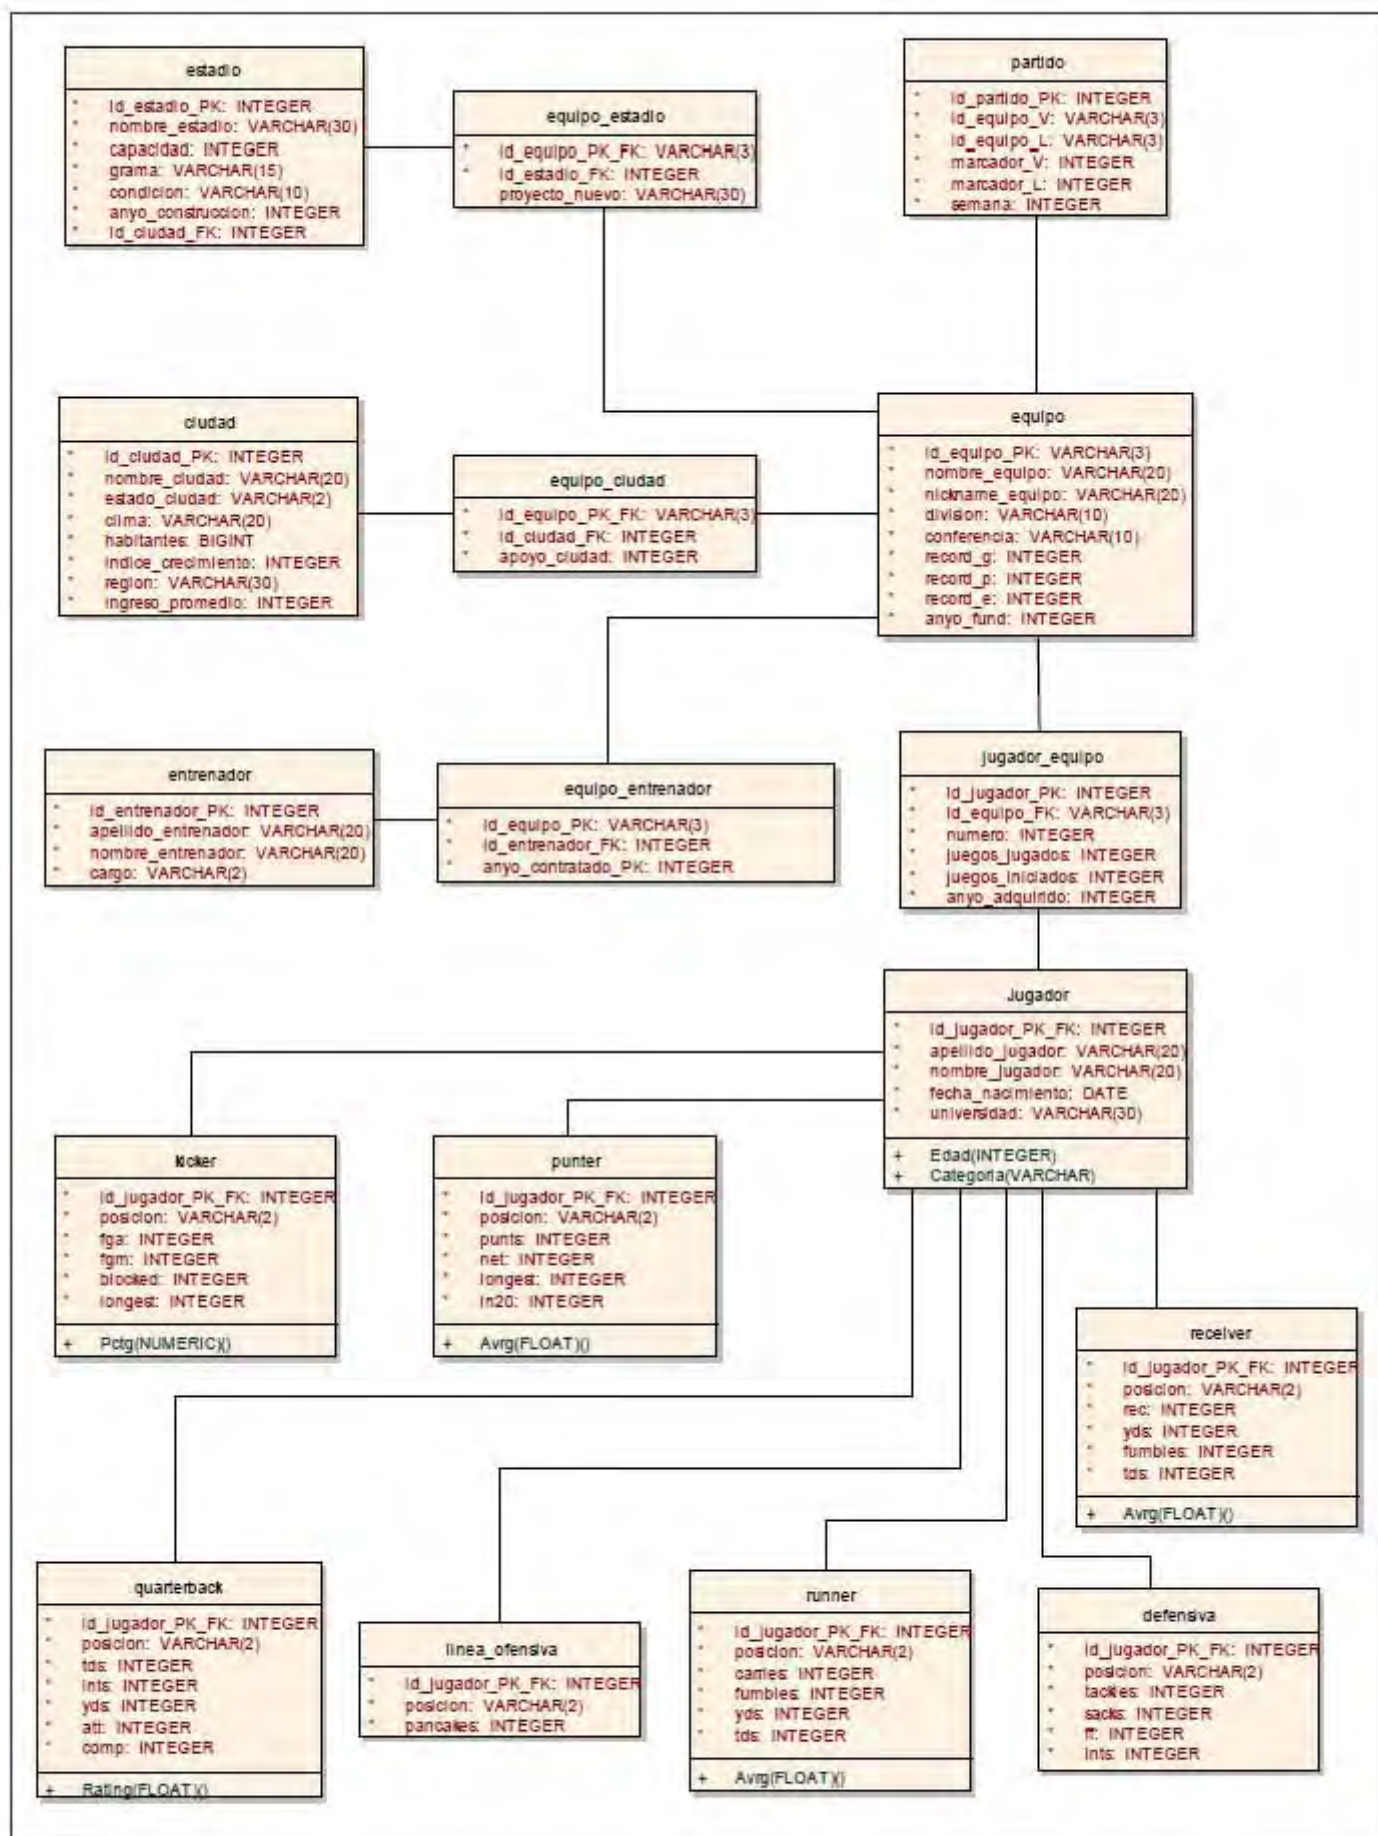 estadio
* id_estadio_PK: INTEGER
* nombre_estadio: VARCHAR(30)
* capacidad: INTEGER
* grama: VARCHAR(15)
* condicion: VARCHAR(10)
* anyo_construccion: INTEGER
* id_ciudad_FK: INTEGER
equipo_estadio
* id_equipo_PK_FK: VARCHAR(3)
* id_estadio_FK: INTEGER
proyecto_nuevo: VARCHAR(30)
partido
* id_partido_PK: INTEGER
* id_equipo_V: VARCHAR(3)
* id_equipo_L: VARCHAR(3)
* marcador_V: INTEGER
* marcador_L: INTEGER
* semana: INTEGER
ciudad
* id_ciudad_PK: INTEGER
* nombre_ciudad: VARCHAR(20)
* estado_ciudad: VARCHAR(2)
* clima: VARCHAR(20)
* habitantes: BIGINT
* indice_crecimiento: INTEGER
* region: VARCHAR(30)
* ingreso_promedio: INTEGER
equipo_ciudad
* id_equipo_PK_FK: VARCHAR(3)
* id_ciudad_FK: INTEGER
* apoyo_ciudad: INTEGER
equipo
* id_equipo_PK: VARCHAR(3)
* nombre_equipo: VARCHAR(20)
* nickname_equipo: VARCHAR(20)
* division: VARCHAR(10)
* conferencia: VARCHAR(10)
* record_g: INTEGER
* record_p: INTEGER
* record_e: INTEGER
* anyo_fund: INTEGER
entrenador
* id_entrenador_PK: INTEGER
* apellido_entrenador: VARCHAR(20)
* nombre_entrenador: VARCHAR(20)
* cargo: VARCHAR(2)
equipo_entrenador
* id_equipo_PK: VARCHAR(3)
* id_entrenador_FK: INTEGER
* anyo_contratado_PK: INTEGER
jugador_equipo
* id_jugador_PK: INTEGER
* id_equipo_FK: VARCHAR(3)
* numero: INTEGER
* juegos_jugados: INTEGER
* juegos_iniciados: INTEGER
* anyo_adquirido: INTEGER
Jugador
* id_jugador_PK_FK: INTEGER
* apellido_jugador: VARCHAR(20)
* nombre_jugador: VARCHAR(20)
* fecha_nacimiento: DATE
* universidad: VARCHAR(30)
+ Edad(INTEGER)
+ Categoria(VARCHAR)
kicker
* id_jugador_PK_FK: INTEGER
* posicion: VARCHAR(2)
* fga: INTEGER
* fgm: INTEGER
* blocked: INTEGER
* longest: INTEGER
+ Pctg(NUMERIC)()
punter
* id_jugador_PK_FK: INTEGER
* posicion: VARCHAR(2)
* punts: INTEGER
* net: INTEGER
* longest: INTEGER
* in20: INTEGER
+ Avrg(FLOAT)()
receiver
* id_jugador_PK_FK: INTEGER
* posicion: VARCHAR(2)
* rec: INTEGER
* yds: INTEGER
* fumbles: INTEGER
* tds: INTEGER
+ Avrg(FLOAT)()
quarterback
* id_jugador_PK_FK: INTEGER
* posicion: VARCHAR(2)
* tds: INTEGER
* ints: INTEGER
* yds: INTEGER
* att: INTEGER
* comp: INTEGER
+ Rating(FLOAT)()
linea_ofensiva
* id_jugador_PK_FK: INTEGER
* posicion: VARCHAR(2)
* pancakes: INTEGER
runner
* id_jugador_PK_FK: INTEGER
* posicion: VARCHAR(2)
* carries: INTEGER
* fumbles: INTEGER
* yds: INTEGER
* tds: INTEGER
+ Avrg(FLOAT)()
defensiva
* id_jugador_PK_FK: INTEGER
* posicion: VARCHAR(2)
* tackles: INTEGER
* sacks: INTEGER
* ff: INTEGER
* ints: INTEGER